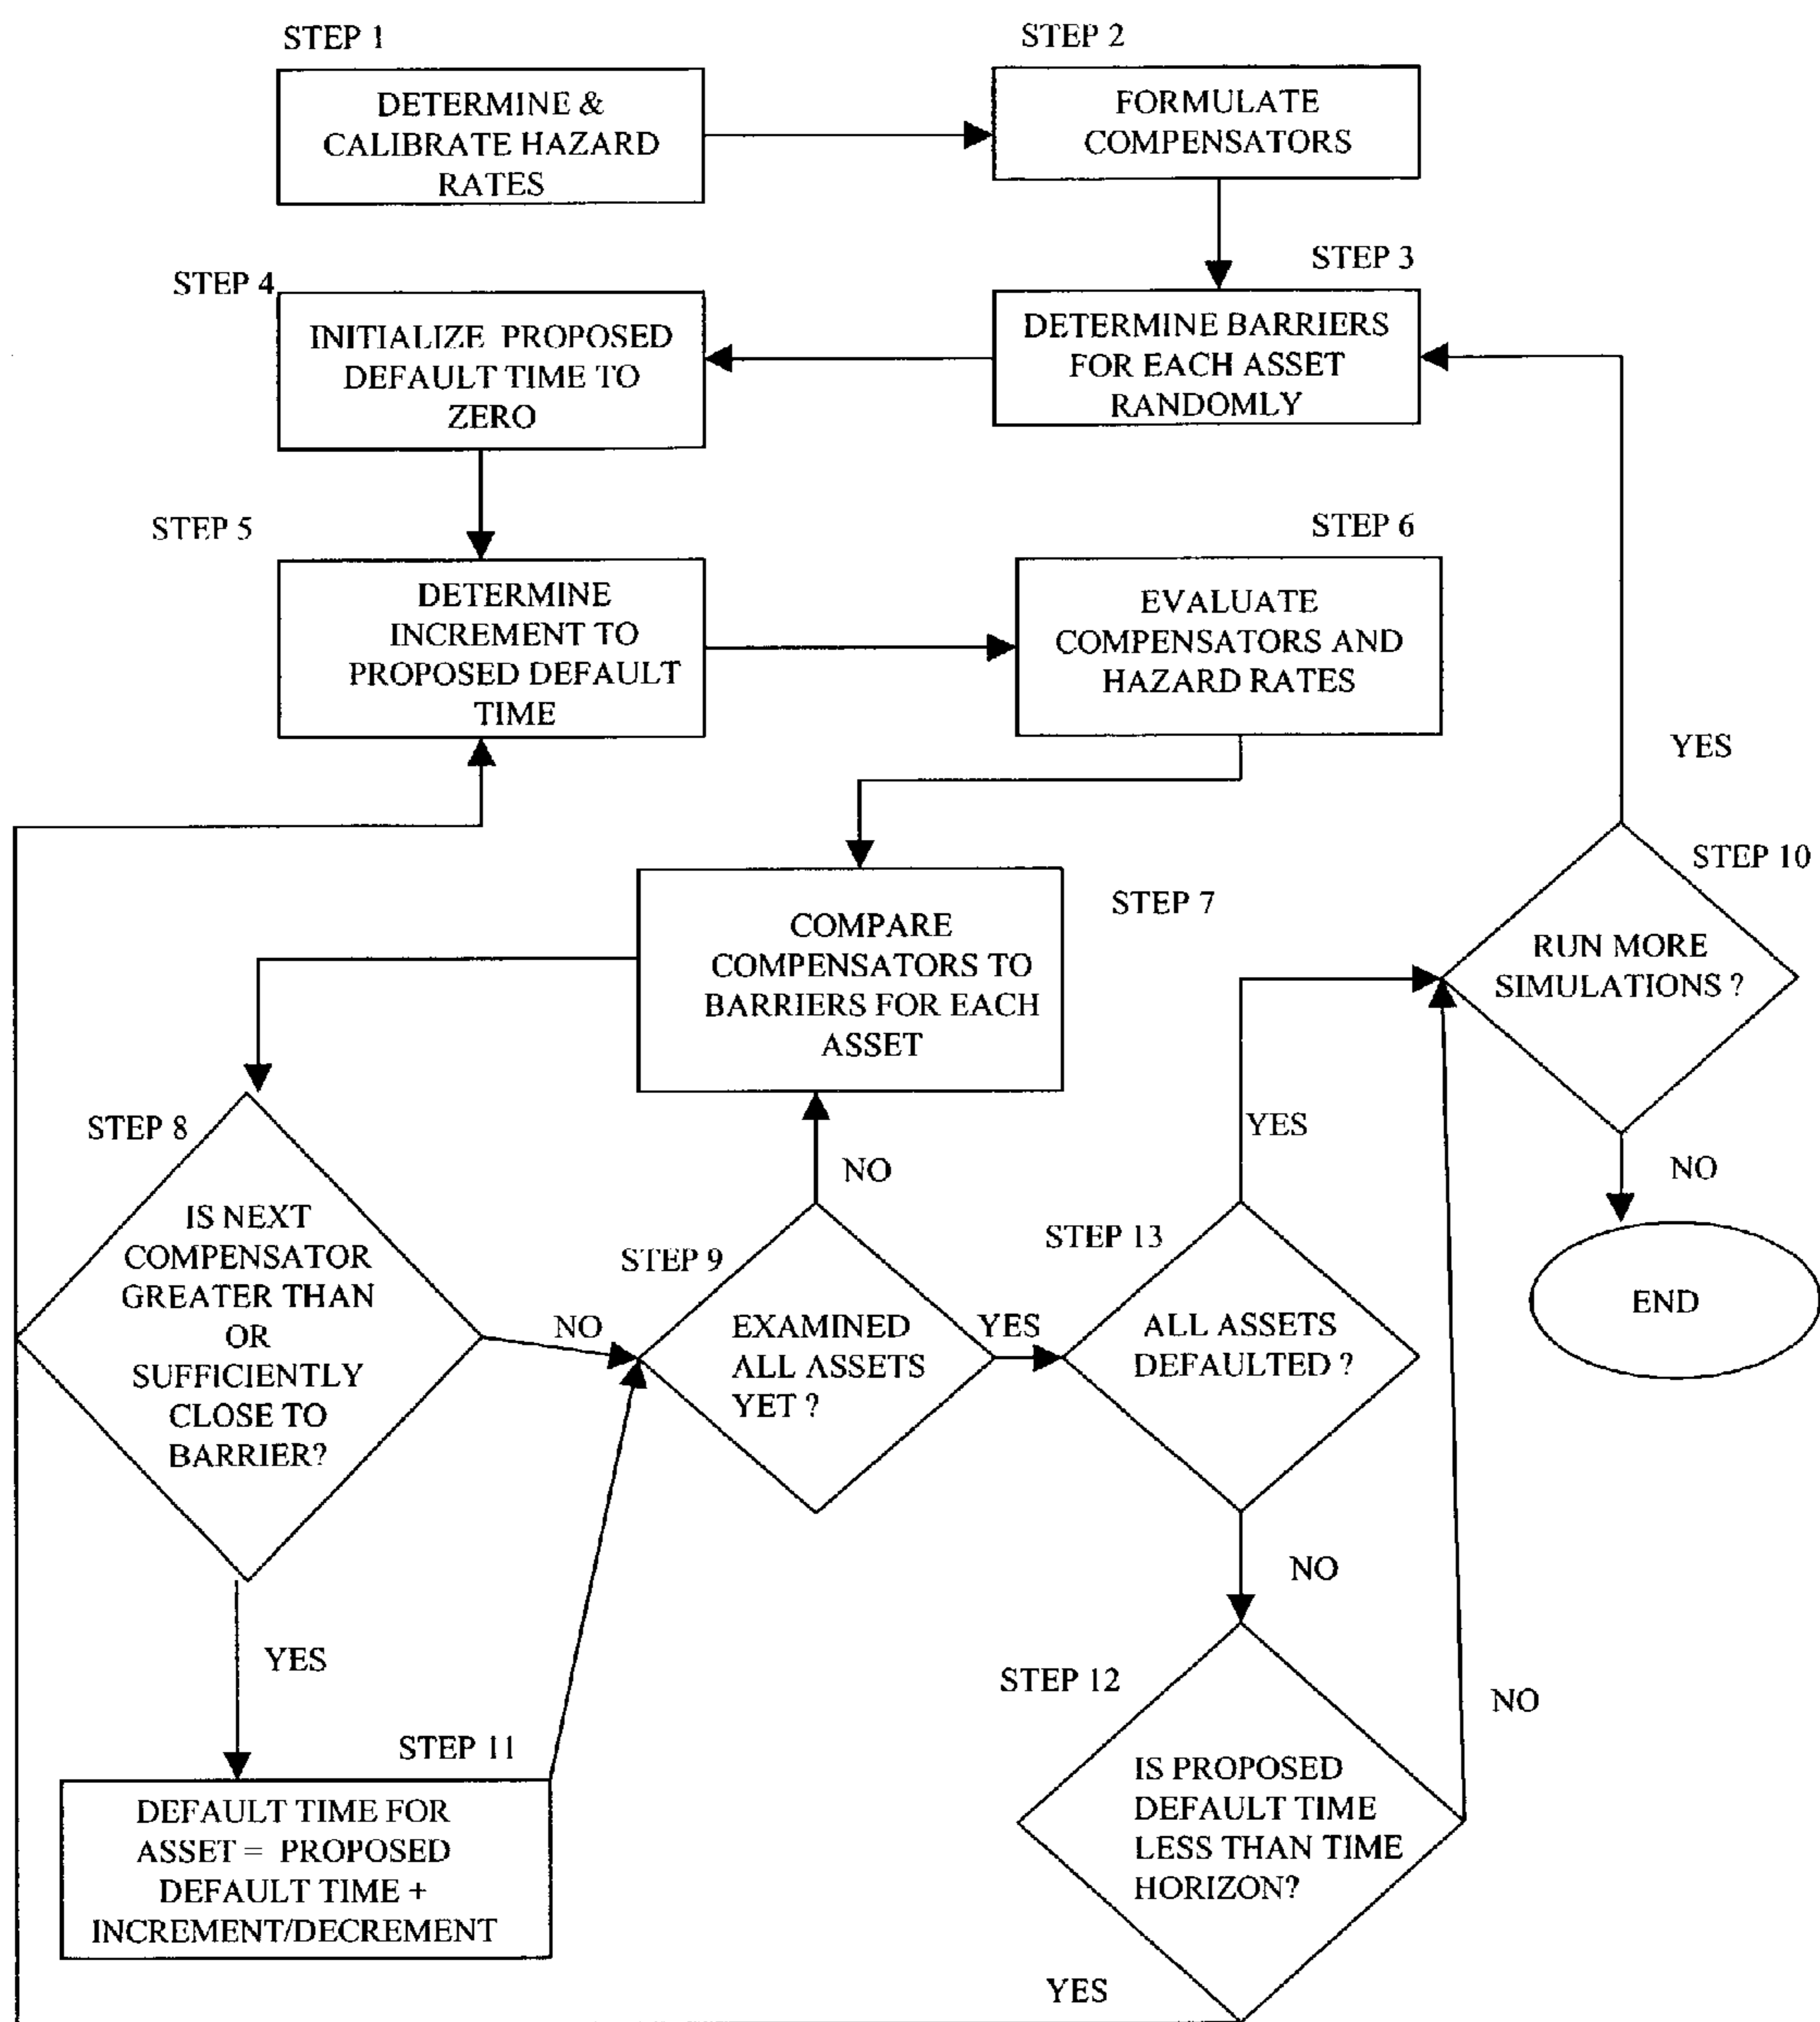 STEP 1
DETERMINE &
CALIBRATE HAZARD
RATES
STEP 2
FORMULATE
COMPENSATORS
STEP 3
DETERMINE BARRIERS
FOR EACH ASSET
RANDOMLY
STEP 4
INITIALIZE PROPOSED
DEFAULT TIME TO
ZERO
STEP 5
DETERMINE
INCREMENT TO
PROPOSED DEFAULT
TIME
STEP 6
EVALUATE
COMPENSATORS AND
HAZARD RATES
STEP 7
COMPARE
COMPENSATORS TO
BARRIERS FOR EACH
ASSET
STEP 8
IS NEXT
COMPENSATOR
GREATER THAN
OR
SUFFICIENTLY
CLOSE TO
BARRIER?
NO
YES
STEP 9
EXAMINED
ALL ASSETS
YET ?
NO
YES
STEP 13
ALL ASSETS
DEFAULTED ?
YES
NO
STEP 10
RUN MORE
SIMULATIONS ?
YES
NO
END
STEP 11
DEFAULT TIME FOR
ASSET = PROPOSED
DEFAULT TIME +
INCREMENT/DECREMENT
STEP 12
IS PROPOSED
DEFAULT TIME
LESS THAN TIME
HORIZON?
NO
YES